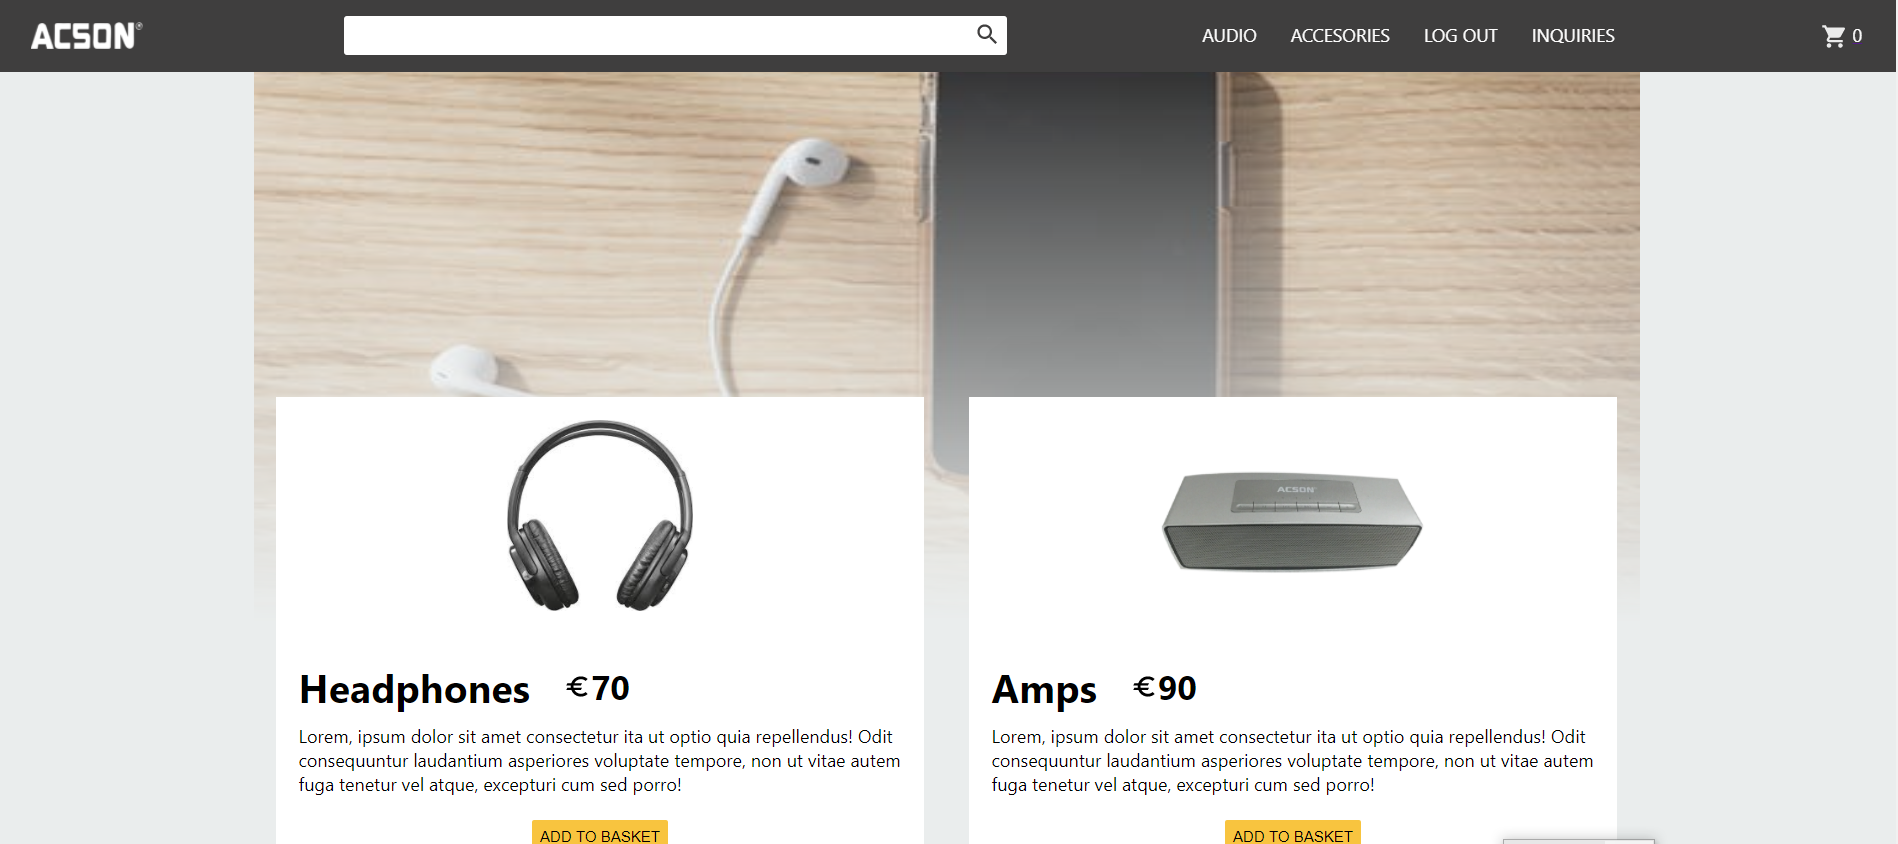 ACSON®
AUDIO
ACCESORIES
LOG OUT
INQUIRIES
0
ACSON
Headphones €70
Lorem, ipsum dolor sit amet consectetur ita ut optio quia repellendus! Odit
consequuntur laudantium asperiores voluptate tempore, non ut vitae autem
fuga tenetur vel atque, excepturi cum sed porro!
ADD TO BASKET
Amps €90
Lorem, ipsum dolor sit amet consectetur ita ut optio quia repellendus! Odit
consequuntur laudantium asperiores voluptate tempore, non ut vitae autem
fuga tenetur vel atque, excepturi cum sed porro!
ADD TO BASKET